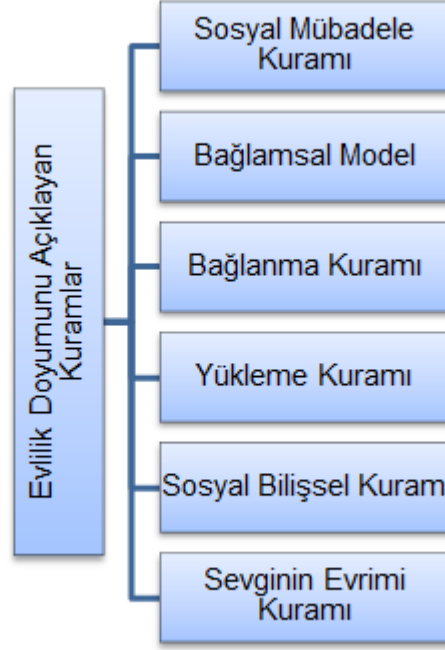 Evlilik Doyumunu Açıklayan
Kuramlar
Sosyal Mübadele
Kuramı
Bağlamsal Model
Bağlanma Kuramı
Yükleme Kuramı
Sosyal Bilişsel Kuram
Sevginin Evrimi
Kuramı